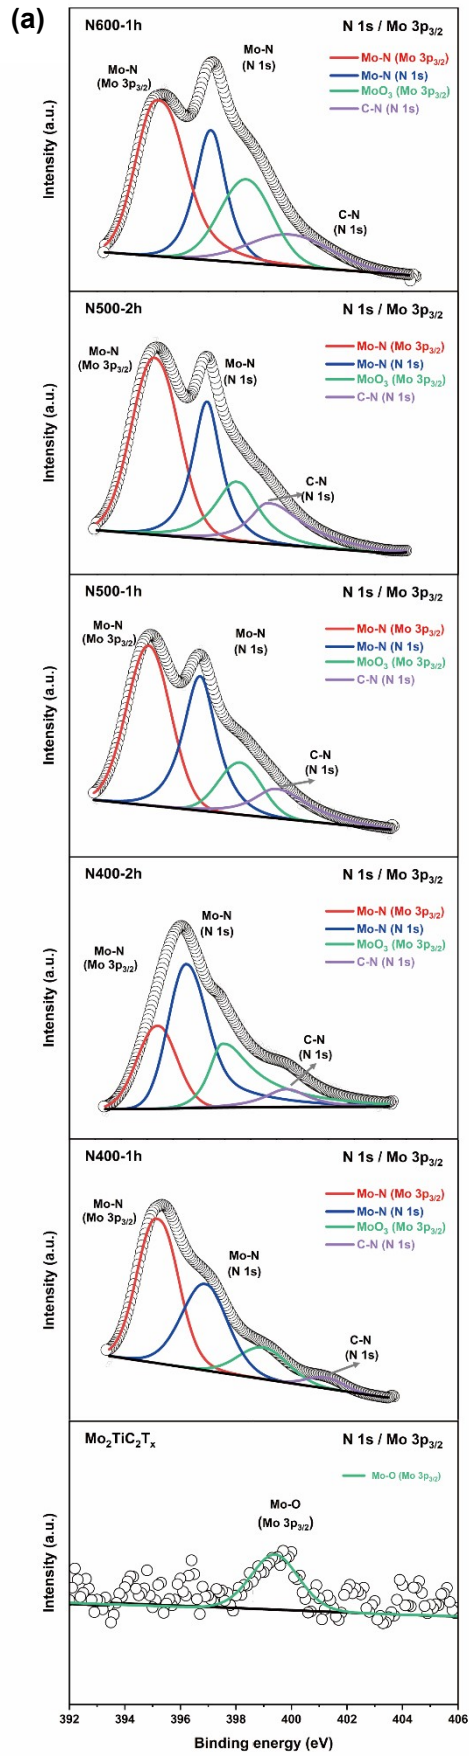 (a)
N600-1h
N 1s / Mo 3p3/2
Mo-N
(Mo 3p3/2)
Mo-N
(N 1s)
Mo-N (Mo 3p3/2)
Mo-N (N 1s)
MoO3 (Mo 3p3/2)
C-N (N 1s)
C-N
(N 1s)
Intensity (a.u.)
N500-2h
N 1s / Mo 3p3/2
Mo-N
(Mo 3p3/2)
Mo-N
(N 1s)
Mo-N (Mo 3p3/2)
Mo-N (N 1s)
MoO3 (Mo 3p3/2)
C-N (N 1s)
C-N
(N 1s)
Intensity (a.u.)
N500-1h
N 1s / Mo 3p3/2
Mo-N
(Mo 3p3/2)
Mo-N
(N 1s)
Mo-N (Mo 3p3/2)
Mo-N (N 1s)
MoO3 (Mo 3p3/2)
C-N (N 1s)
C-N
(N 1s)
Intensity (a.u.)
N400-2h
N 1s / Mo 3p3/2
Mo-N
(Mo 3p3/2)
Mo-N
(N 1s)
Mo-N (Mo 3p3/2)
Mo-N (N 1s)
MoO3 (Mo 3p3/2)
C-N (N 1s)
C-N
(N 1s)
Intensity (a.u.)
N400-1h
N 1s / Mo 3p3/2
Mo-N
(Mo 3p3/2)
Mo-N
(N 1s)
Mo-N (Mo 3p3/2)
Mo-N (N 1s)
MoO3 (Mo 3p3/2)
C-N (N 1s)
C-N
(N 1s)
Intensity (a.u.)
Mo2TiC2Tx
N 1s / Mo 3p3/2
Mo-O (Mo 3p3/2)
Mo-O
(Mo 3p3/2)
Intensity (a.u.)
392 394 396 398 400 402 404 406
Binding energy (eV)